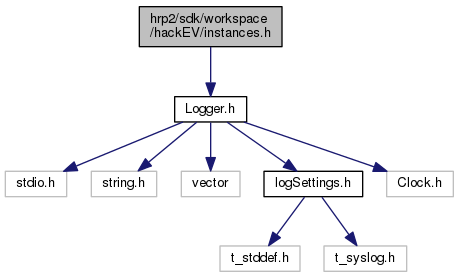 hrp2/sdk/workspace
/hackEV/instances.h
Logger.h
stdio.h
string.h
vector
logSettings.h
Clock.h
t_stddef.h
t_syslog.h